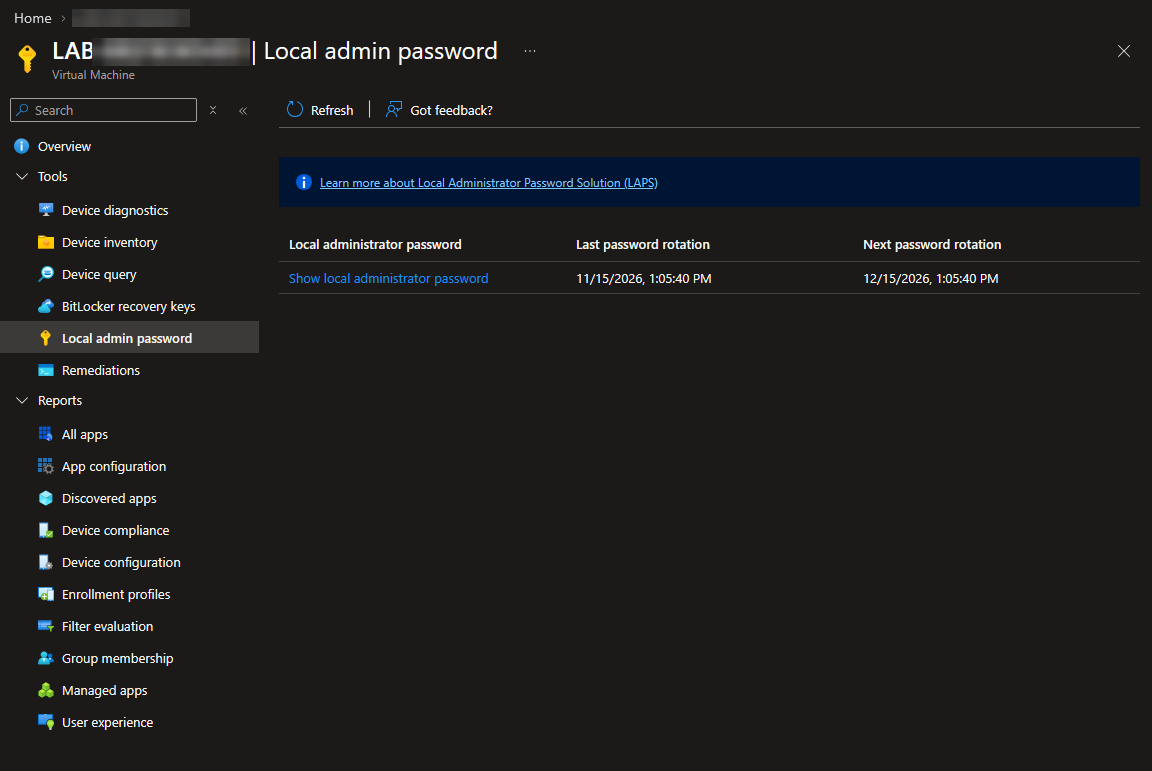 Home >
LAB | Local admin password ...
Virtual Machine
Search
Refresh | Got feedback?
Overview
Learn more about Local Administrator Password Solution (LAPS)
Tools
Device diagnostics
Device inventory
Device query
BitLocker recovery keys
Local admin password
Remediations
Reports
All apps
App configuration
Discovered apps
Device compliance
Device configuration
Enrollment profiles
Filter evaluation
Group membership
Managed apps
User experience
Local administrator password Last password rotation Next password rotation
Show local administrator password 11/15/2026, 1:05:40 PM 12/15/2026, 1:05:40 PM